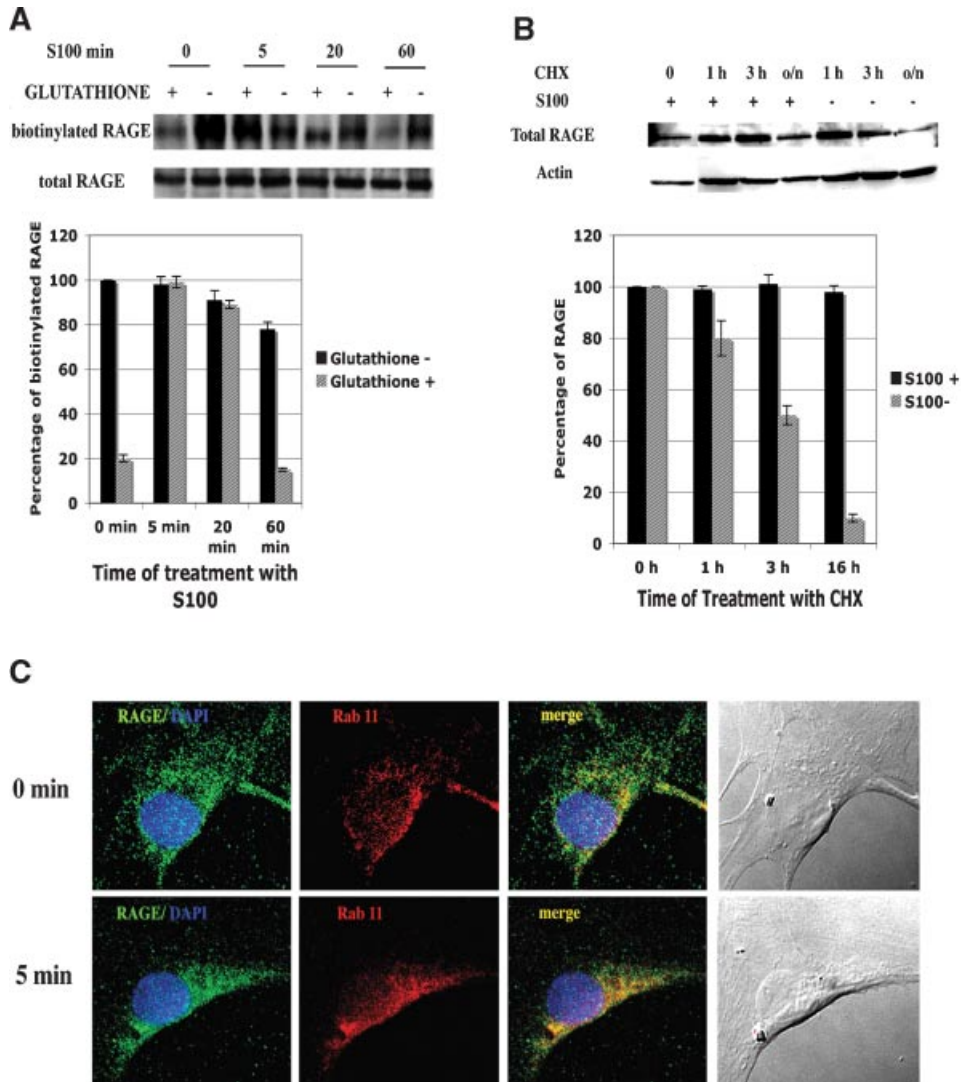 A
S100 min 0 5 20 60
GLUTATHIONE + - + - + - + -
biotinylated RAGE
total RAGE
Percentage of biotinylated RAGE
120
100
80
60
40
20
0
0 min 5 min 20 min 60 min
Time of treatment with S100
Glutathione -
Glutathione +
B
CHX 0 1 h 3 h o/n 1 h 3 h o/n
S100 + + + + - - -
Total RAGE
Actin
Percentage of RAGE
120
100
80
60
40
20
0
0 h 1 h 3 h 16 h
Time of Treatment with CHX
S100 +
S100-
C
0 min
RAGE/ DAPI
Rab 11
merge
5 min
RAGE/ DAPI
Rab 11
merge